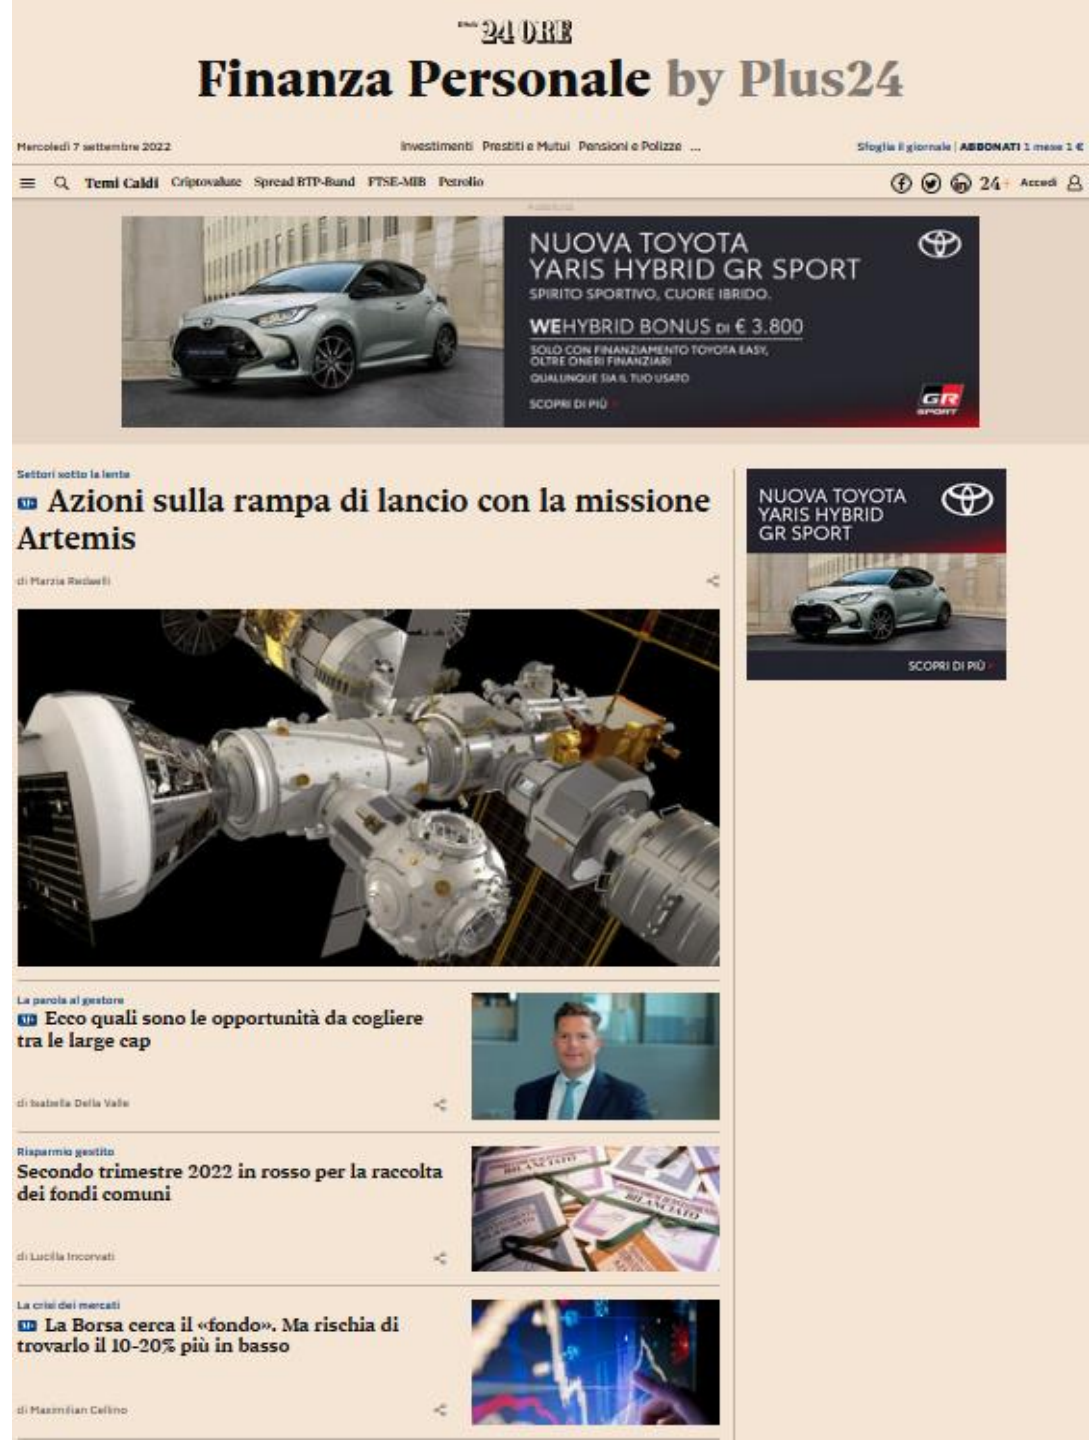 24 ORE
Finanza Personale by Plus24
Mercoledì 7 settembre 2022
Investimenti Prestiti e Mutui Pensioni e Polizze ...
Sfoglia il giornale | ABBONATI 1 mese 1 €
Temi Caldi Criptovalute Spread BTP-Bund FTSE-MIB Petrolio
24+ Accedi
NUOVA TOYOTA
YARIS HYBRID GR SPORT
SPIRITO SPORTIVO, CUORE IBRIDO.
WEHYBRID BONUS DI € 3.800
SOLO CON FINANZIAMENTO TOYOTA EASY,
OLTRE ONERI FINANZIARI
QUALUNQUE SIA IL TUO USATO
SCOPRI DI PIÙ
GR
SPORT
Settori sotto la lente
Azioni sulla rampa di lancio con la missione
Artemis
di Marzia Redaelli
NUOVA TOYOTA
YARIS HYBRID
GR SPORT
SCOPRI DI PIÙ
La parola al gestore
Ecco quali sono le opportunità da cogliere
tra le large cap
di Isabella Della Valle
Risparmio gestito
Secondo trimestre 2022 in rosso per la raccolta
dei fondi comuni
di Lucilla Incorvati
BILANCIATO
BILANCIATO
La crisi dei mercati
La Borsa cerca il «fondo». Ma rischia di
trovarlo il 10-20% più in basso
di Maximilian Cellino